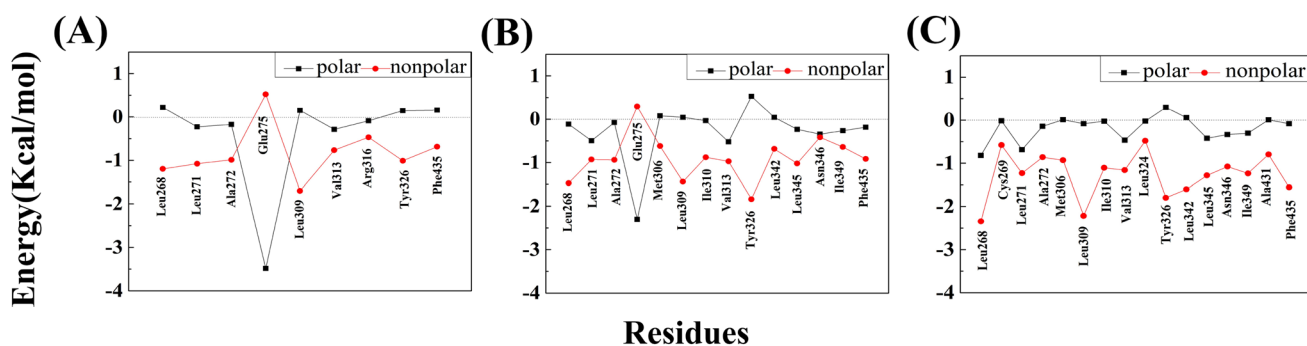 (A)
polar nonpolar
1
0
-1
-2
-3
-4
Leu268
Leu271
Ala272
Glu275
Leu309
Val313
Arg316
Tyr326
Phe435
(B)
polar nonpolar
1
0
-1
-2
-3
-4
Leu268
Leu271
Ala272
Glu275
Met306
Leu309
Ile310
Val313
Tyr326
Leu342
Leu345
Asn346
Ile349
Phe435
(C)
polar nonpolar
1
0
-1
-2
-3
-4
Leu268
Cys269
Leu271
Ala272
Met306
Leu309
Ile310
Val313
Leu324
Tyr326
Leu342
Leu345
Asn346
Ile349
Ala431
Phe435
Energy(Kcal/mol)
Residues